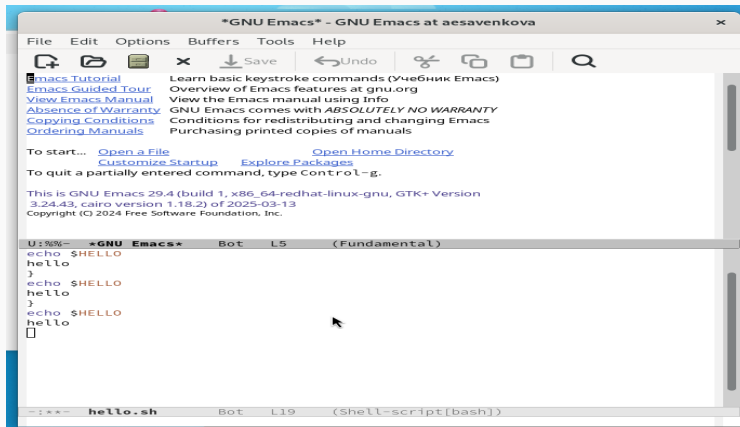 *GNU Emacs* - GNU Emacs at aesavenkova
File Edit Options Buffers Tools Help
Save Undo
Emacs Tutorial Learn basic keystroke commands (Учебник Emacs)
Emacs Guided Tour Overview of Emacs features at gnu.org
View Emacs Manual View the Emacs manual using Info
Absence of Warranty GNU Emacs comes with ABSOLUTELY NO WARRANTY
Copying Conditions Conditions for redistributing and changing Emacs
Ordering Manuals Purchasing printed copies of manuals
To start... Open a File Open Home Directory
Customize Startup Explore Packages
To quit a partially entered command, type Control-g.
This is GNU Emacs 29.4 (build 1, x86_64-redhat-linux-gnu, GTK+ Version
3.24.43, cairo version 1.18.2) of 2025-03-13
Copyright (C) 2024 Free Software Foundation, Inc.
U:%%- *GNU Emacs* Bot L5 (Fundamental)
echo $HELLO
hello
}
echo $HELLO
hello
}
echo $HELLO
hello
-:**- hello.sh Bot L19 (Shell-script[bash])